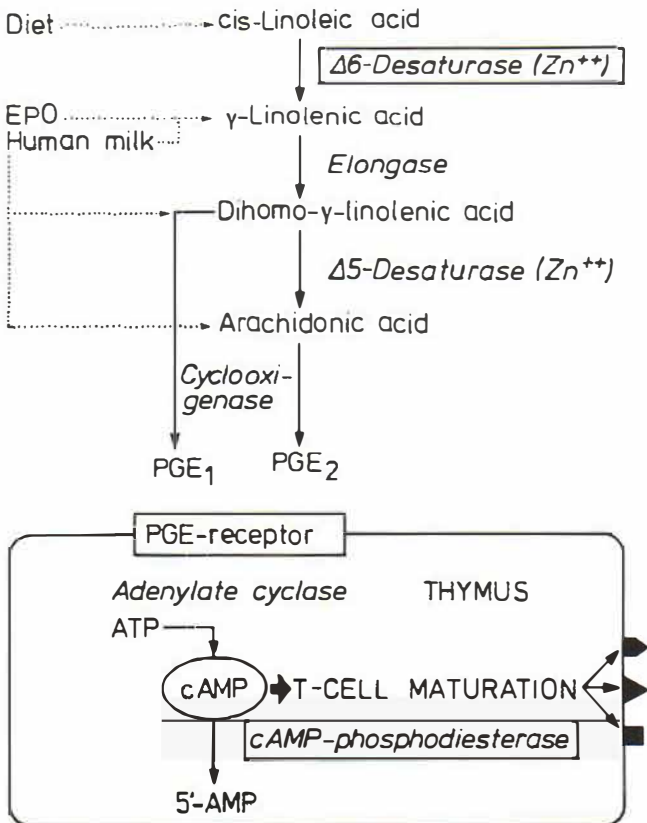 Diet
cis-Linoleic acid
Δ6-Desaturase (Zn⁺⁺)
EPO
γ-Linolenic acid
Human milk
Elongase
Dihomo-γ-linolenic acid
Δ5-Desaturase (Zn⁺⁺)
Arachidonic acid
Cyclooxi-
genase
PGE₁
PGE₂
PGE-receptor
Adenylate cyclase
THYMUS
ATP
cAMP
T-CELL MATURATION
cAMP-phosphodiesterase
5'-AMP